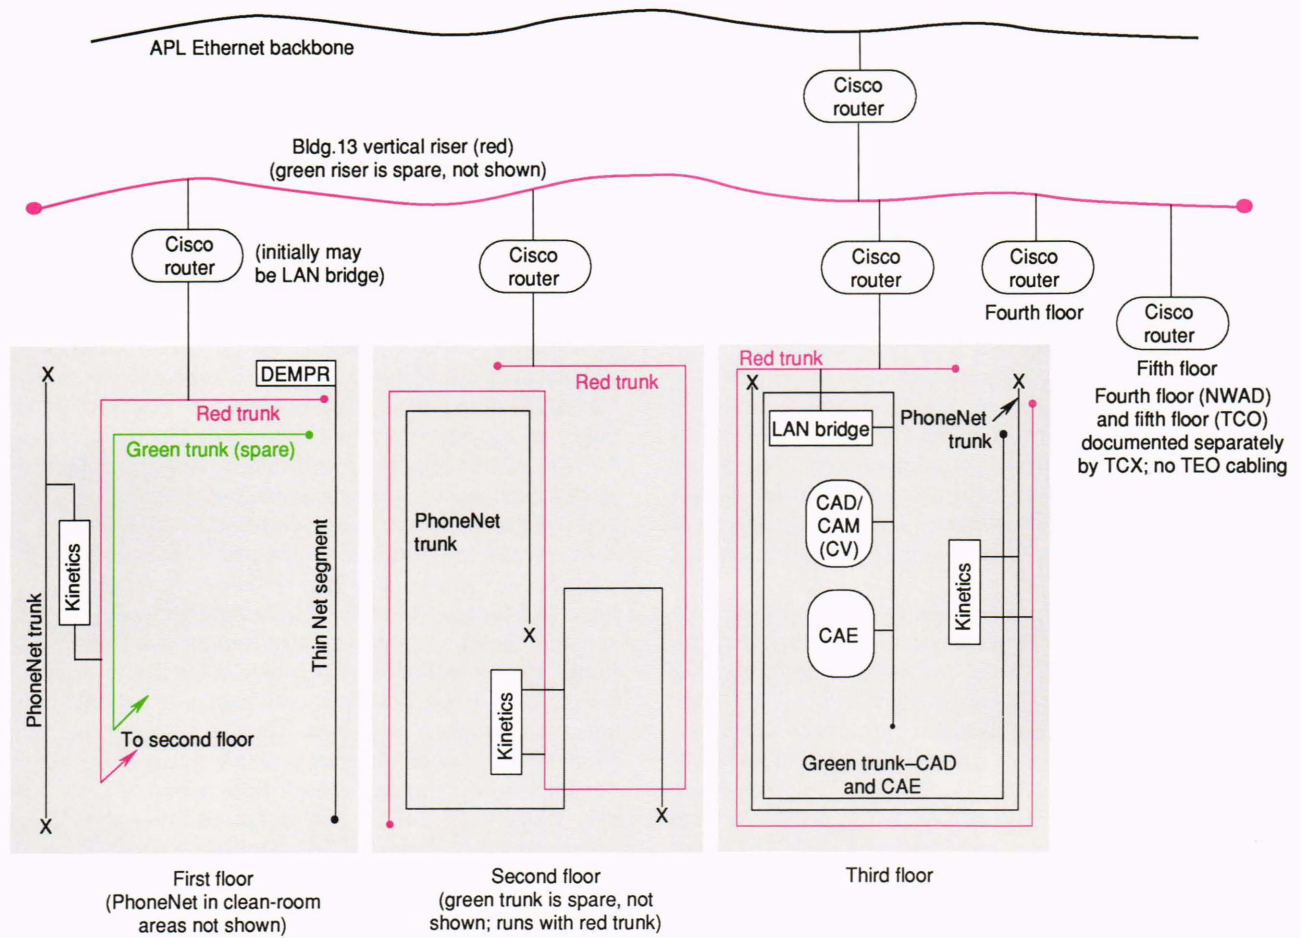 APL Ethernet backbone
Cisco
router
Bldg.13 vertical riser (red)
(green riser is spare, not shown)
Cisco
router
(initially may
be LAN bridge)
Cisco
router
Cisco
router
Cisco
router
Fourth floor
Cisco
router
Fifth floor
Fourth floor (NWAD)
and fifth floor (TCO)
documented separately
by TCX; no TEO cabling
X
DEMPR
Red trunk
Green trunk (spare)
Kinetics
PhoneNet trunk
Thin Net segment
To second floor
X
First floor
(PhoneNet in clean-room
areas not shown)
Red trunk
PhoneNet
trunk
X
Kinetics
X
Second floor
(green trunk is spare, not
shown; runs with red trunk)
Red trunk
X
X
LAN bridge
PhoneNet
trunk
CAD/
CAM
(CV)
Kinetics
CAE
Green trunk–CAD
and CAE
Third floor